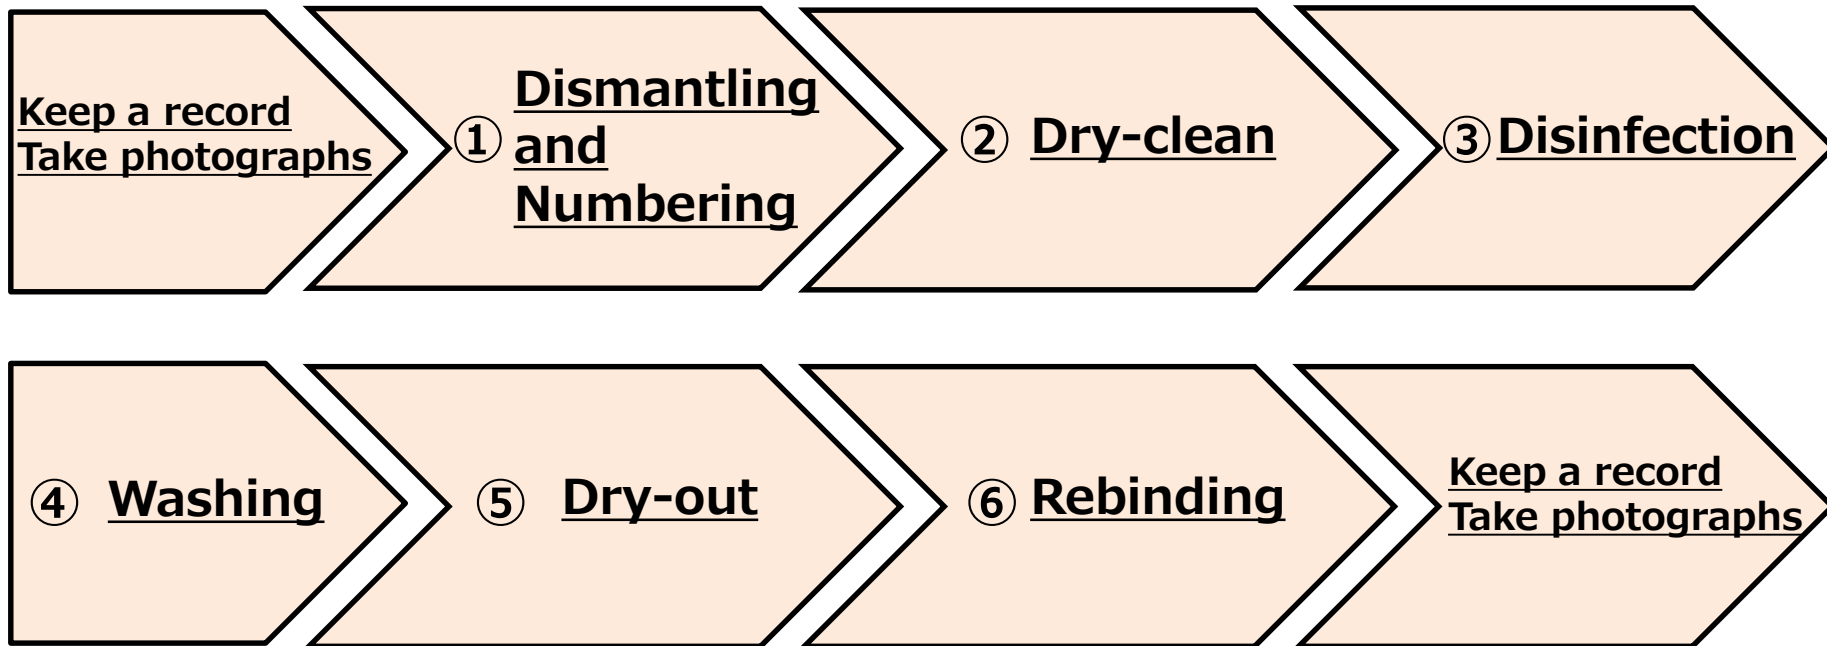 Keep a record
Take photographs
① Dismantling
and
Numbering
② Dry-clean
③ Disinfection
④ Washing
⑤ Dry-out
⑥ Rebinding
Keep a record
Take photographs